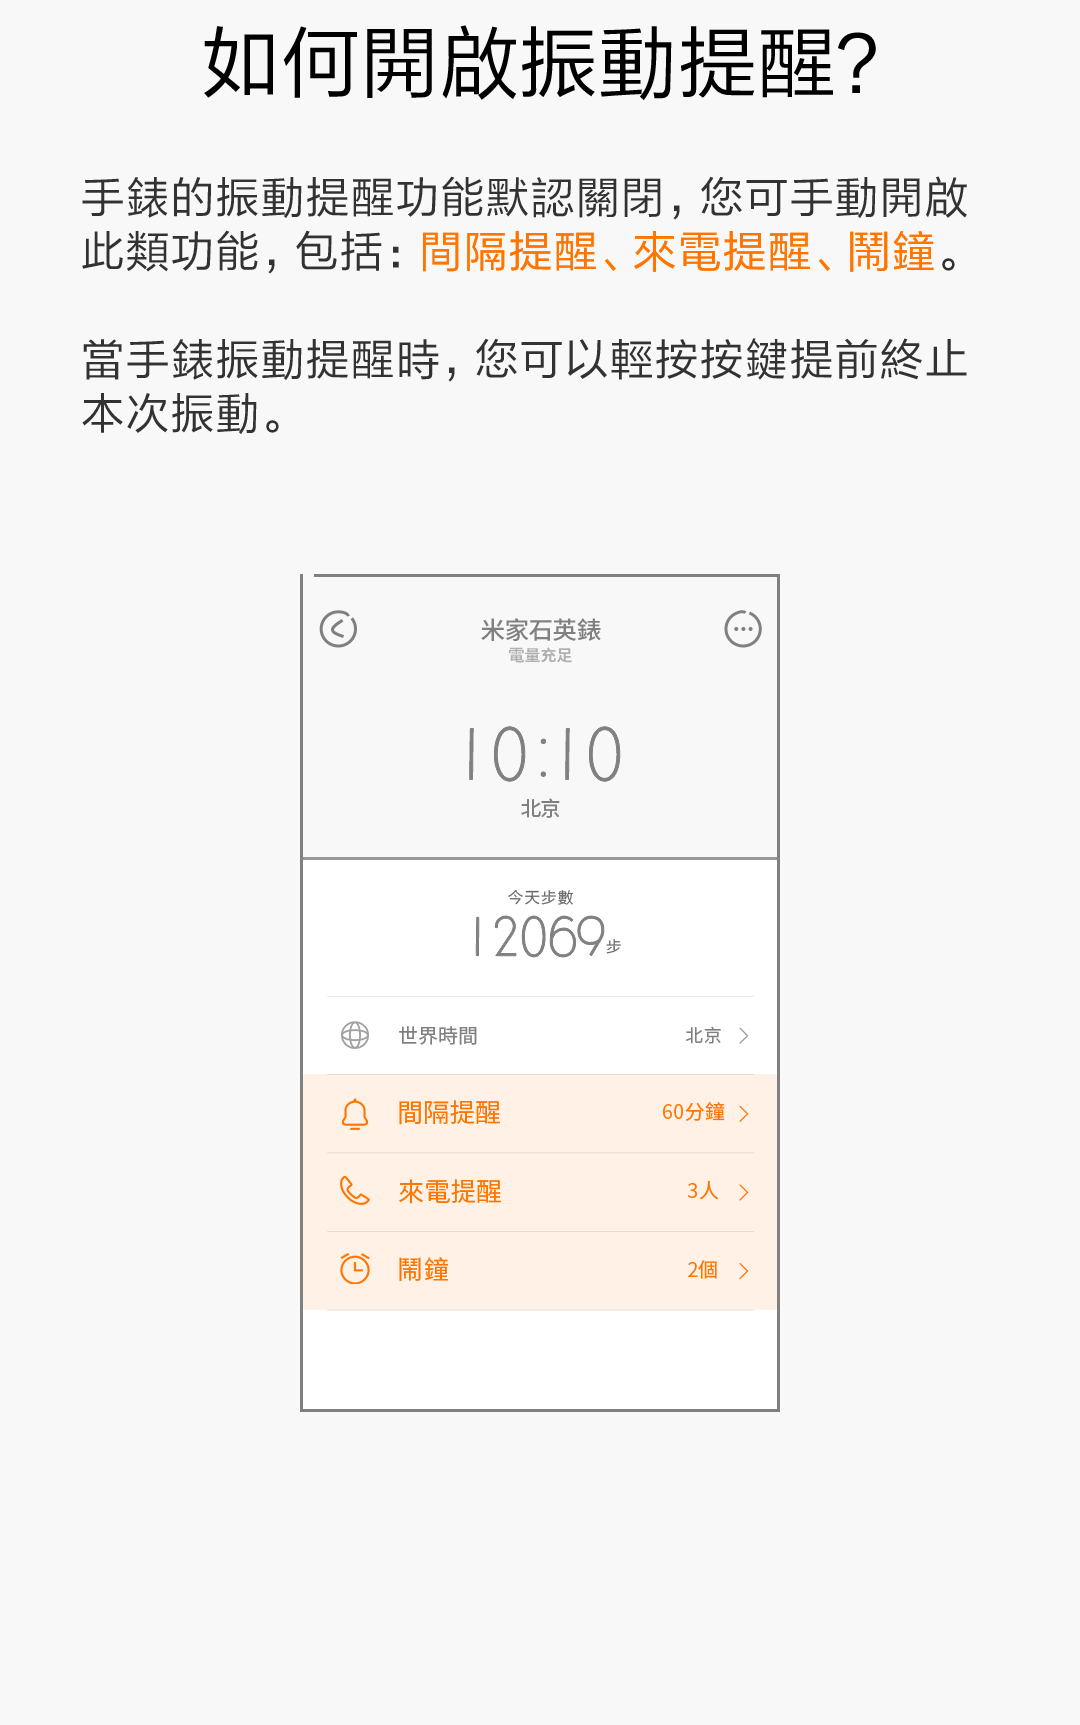 如何開啟振動提醒?
手錶的振動提醒功能默認關閉,您可手動開啟
此類功能,包括:間隔提醒、來電提醒、鬧鐘。
當手錶振動提醒時,您可以輕按按鍵提前終止
本次振動。
米家石英錶
電量充足
10:10
北京
今天步數
12069步
世界時間 北京
間隔提醒 60分鐘
來電提醒 3人
鬧鐘 2個